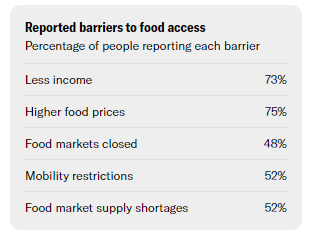 Reported barriers to food access
Percentage of people reporting each barrier
Less income 73%
Higher food prices 75%
Food markets closed 48%
Mobility restrictions 52%
Food market supply shortages 52%